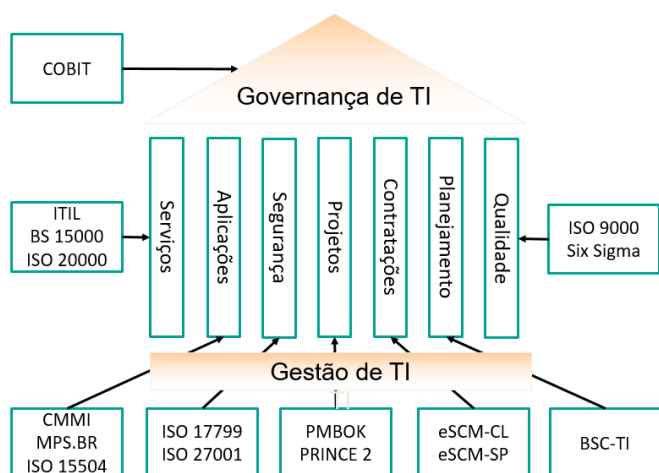 COBIT
Governança de TI
ITIL
BS 15000
ISO 20000
Serviços
Aplicações
Segurança
Projetos
Contratações
Planejamento
Qualidade
ISO 9000
Six Sigma
Gestão de TI
TI
CMMI
MPS.BR
ISO 15504
ISO 17799
ISO 27001
PMBOK
PRINCE 2
eSCM-CL
eSCM-SP
BSC-TI